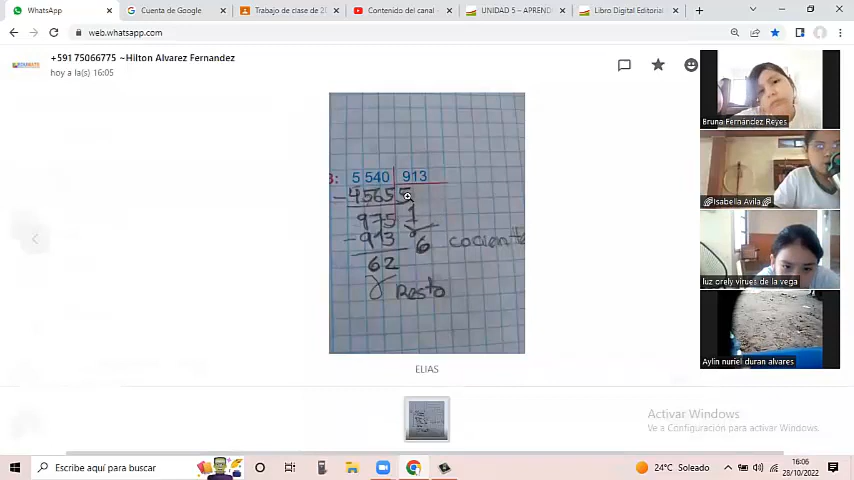 WhatsApp
Cuenta de Google
Trabajo de clase de 2
Contenido del canal
UNIDAD 5 – APREN
Libro Digital Editorial
web.whatsapp.com
+591 75066775 ~Hilton Alvarez Fernandez
hoy a la(s) 16:05
3: 5 540 913
- 4565 5
975 1
- 913 6 cociente
62
Resto
ELIAS
Bruna Fernández Reyes
Isabella Avila
luz orely virues de la vega
Aylin nuriel duran alvares
Activar Windows
Ve a Configuración para activar Windows.
Escribe aquí para buscar
24°C Soleado
16:06
28/10/2022